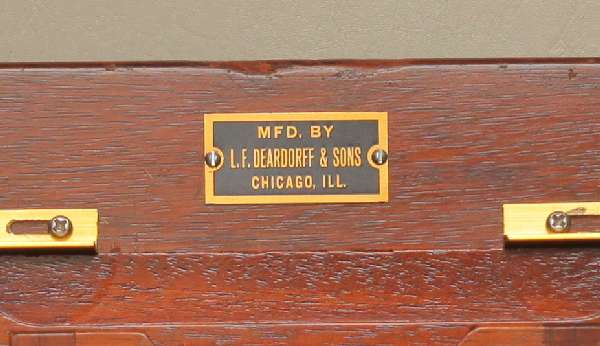 MFD. BY
L.F. DEARDORFF & SONS
CHICAGO, ILL.